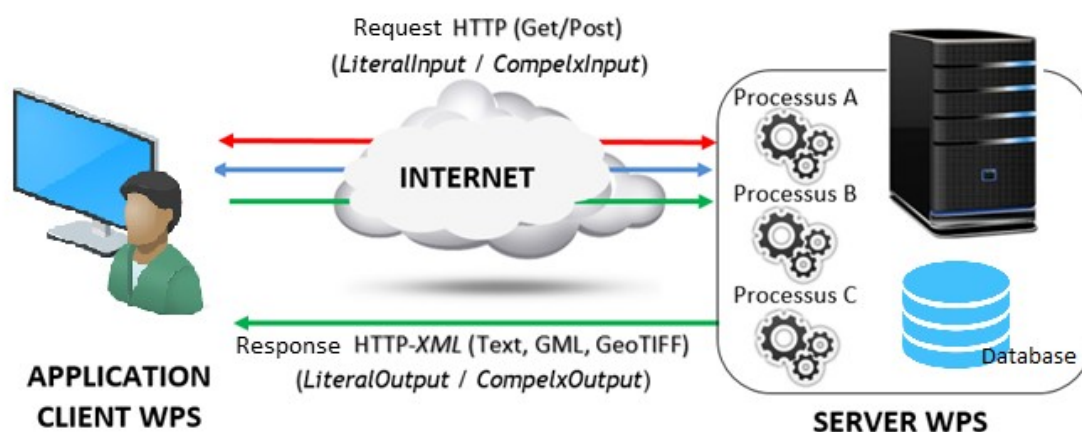 Request HTTP (Get/Post)
(LiteralInput / CompelxInput)
INTERNET
Processus A
Processus B
Processus C
Database
Response HTTP-XML (Text, GML, GeoTIFF)
(LiteralOutput / CompelxOutput)
APPLICATION
CLIENT WPS
SERVER WPS